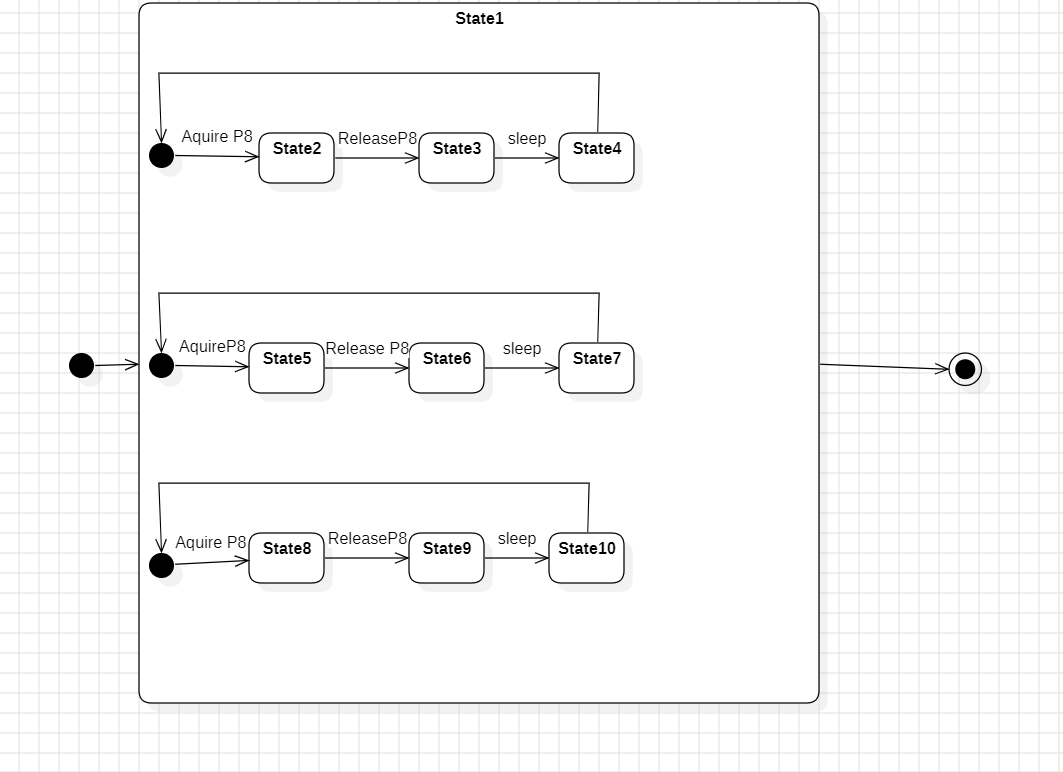 State1
Aquire P8
State2
ReleaseP8
State3
sleep
State4
AquireP8
State5
Release P8
State6
sleep
State7
Aquire P8
State8
ReleaseP8
State9
sleep
State10